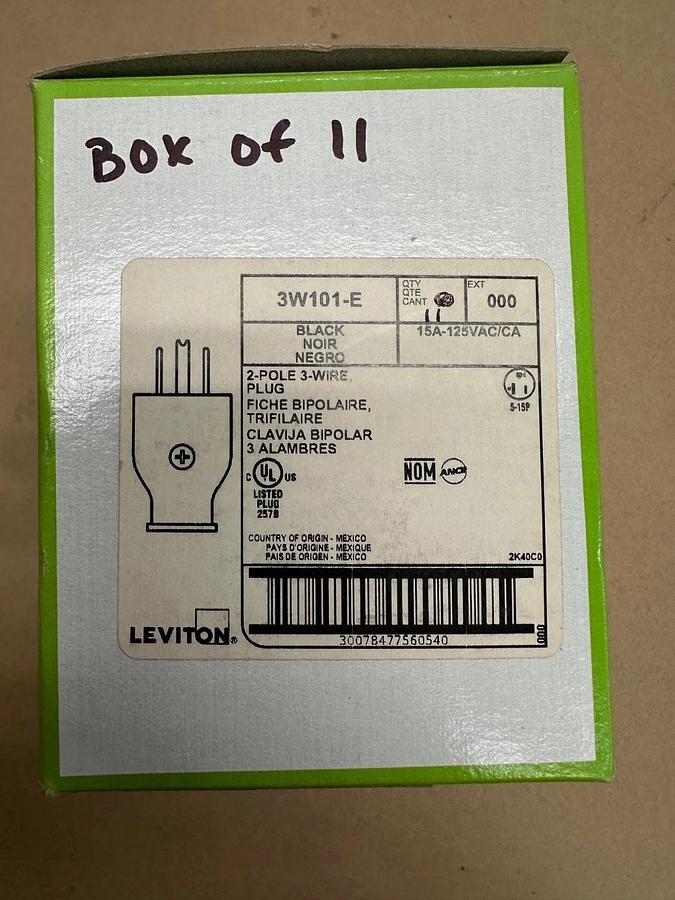 Box of 11
3W101-E
QTY
QTE
CANT
11
EXT
000
BLACK
NOIR
NEGRO
15A-125VAC/CA
2-POLE 3-WIRE,
PLUG
FICHE BIPOLAIRE,
TRIFILAIRE
CLAVIJA BIPOLAR
3 ALAMBRES
5-15P
C UL US
LISTED
PLUG
257B
NOM ANCE
COUNTRY OF ORIGIN - MEXICO
PAYS D'ORIGINE - MEXIQUE
PAIS DE ORIGEN - MEXICO
2K40C0
30078477560540
000
LEVITON®